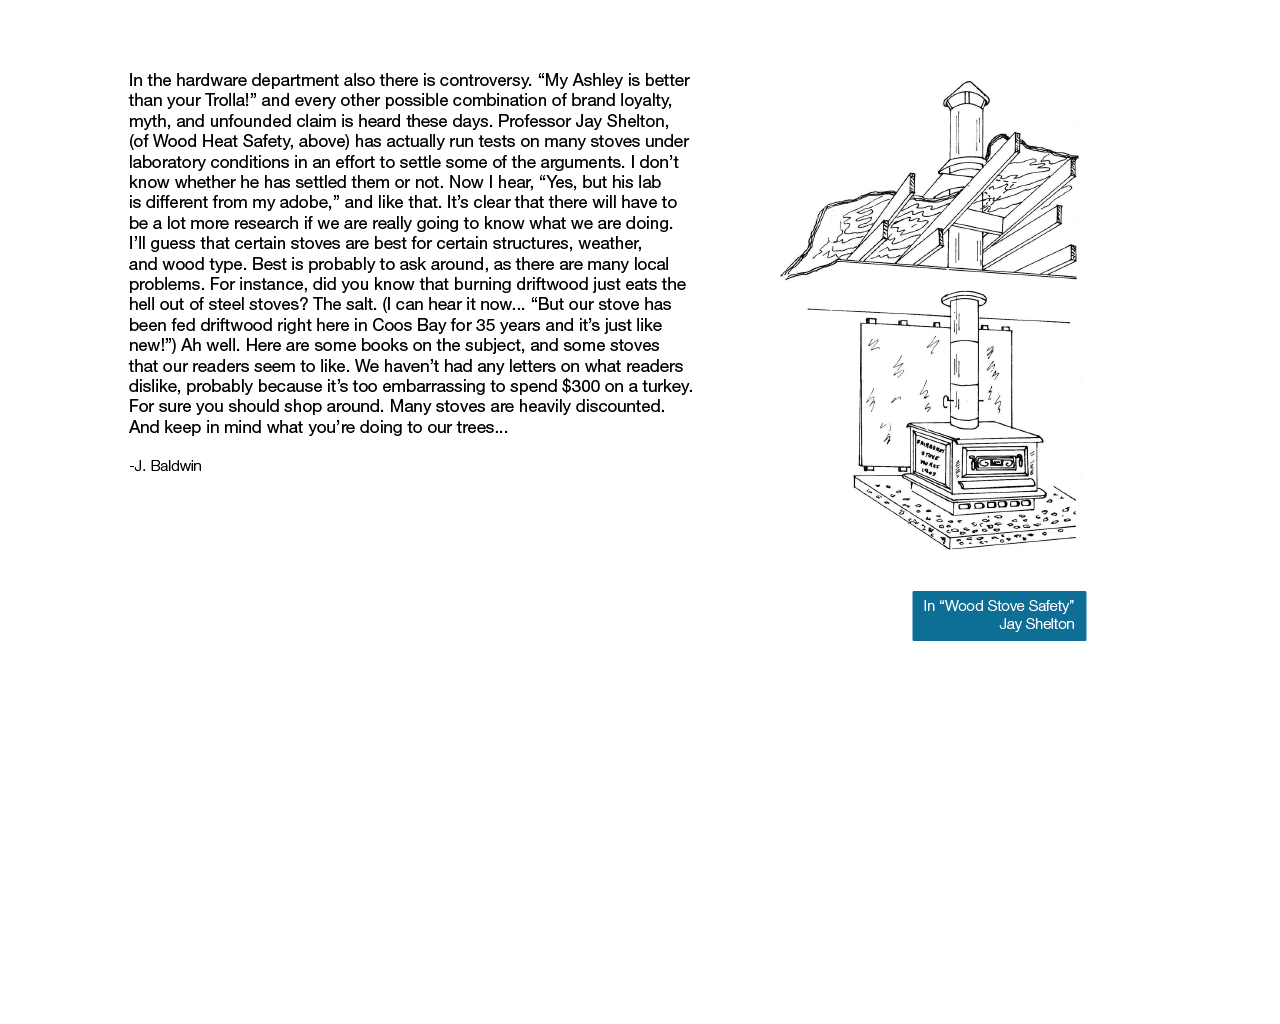 In the hardware department also there is controversy. “My Ashley is better
than your Trolla!” and every other possible combination of brand loyalty,
myth, and unfounded claim is heard these days. Professor Jay Shelton,
(of Wood Heat Safety, above) has actually run tests on many stoves under
laboratory conditions in an effort to settle some of the arguments. I don’t
know whether he has settled them or not. Now I hear, “Yes, but his lab
is different from my adobe,” and like that. It’s clear that there will have to
be a lot more research if we are really going to know what we are doing.
I’ll guess that certain stoves are best for certain structures, weather,
and wood type. Best is probably to ask around, as there are many local
problems. For instance, did you know that burning driftwood just eats the
hell out of steel stoves? The salt. (I can hear it now... “But our stove has
been fed driftwood right here in Coos Bay for 35 years and it’s just like
new!”) Ah well. Here are some books on the subject, and some stoves
that our readers seem to like. We haven’t had any letters on what readers
dislike, probably because it’s too embarrassing to spend $300 on a turkey.
For sure you should shop around. Many stoves are heavily discounted.
And keep in mind what you’re doing to our trees...
-J. Baldwin
STOVE
WORKS
In “Wood Stove Safety”
Jay Shelton